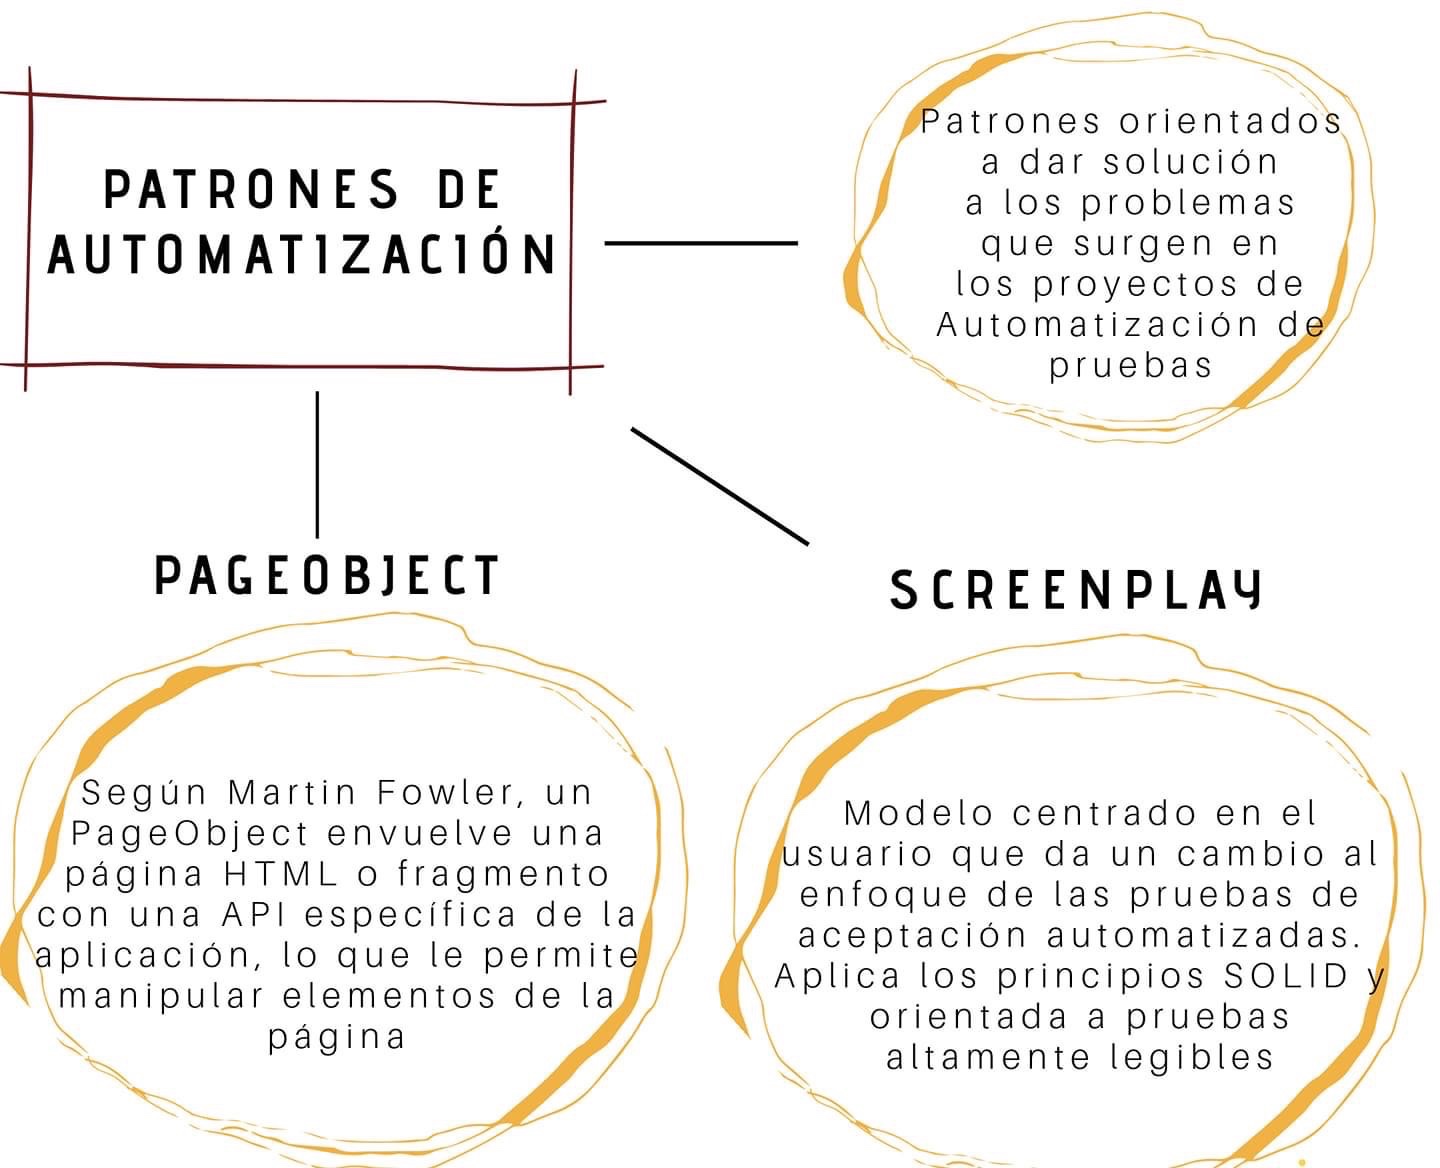 PATRONES DE
AUTOMATIZACIÓN
Patrones orientados
a dar solución
a los problemas
que surgen en
los proyectos de
Automatización de
pruebas
PAGEOBJECT
Según Martin Fowler, un
PageObject envuelve una
página HTML o fragmento
con una API específica de la
aplicación, lo que le permite
manipular elementos de la
página
SCREENPLAY
Modelo centrado en el
usuario que da un cambio al
enfoque de las pruebas de
aceptación automatizadas.
Aplica los principios SOLID y
orientada a pruebas
altamente legibles